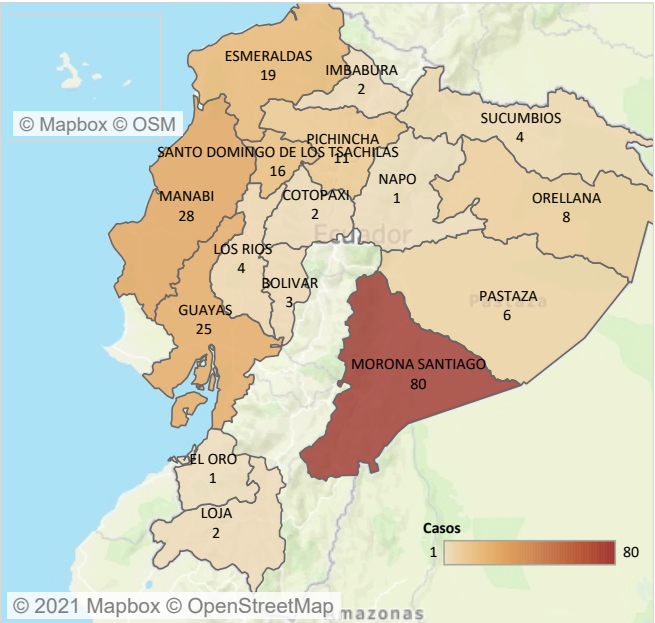 ESMERALDAS
19
IMBABURA
2
© Mapbox © OSM
SUCUMBIOS
4
PICHINCHA
11
SANTO DOMINGO DE LOS TSACHILAS
16
NAPO
1
COTOPAXI
2
MANABI
28
ORELLANA
8
Ecuador
LOS RIOS
4
BOLIVAR
3
PASTAZA
6
Pastaza
GUAYAS
25
MORONA SANTIAGO
80
EL ORO
1
LOJA
2
Casos
1
80
© 2021 Mapbox © OpenStreetMap
Amazonas